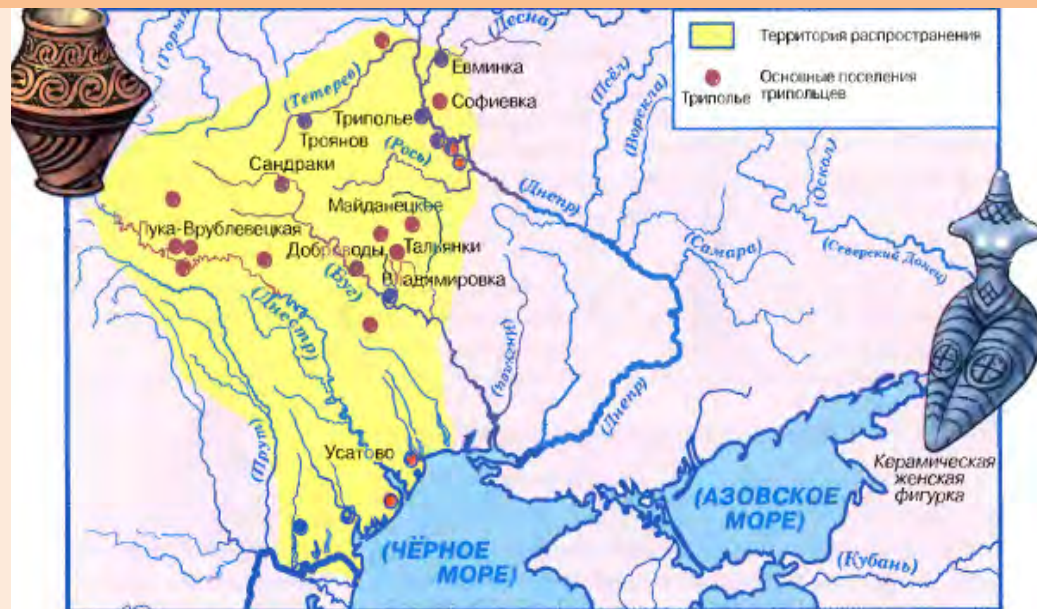 (Десна)
(Горынь)
Территория распространения
Евминка
(Псёл)
Основные поселения
Триполье трипольцев
(Тетерев)
Софиевка
Триполье
(Ворскла)
Троянов
(Рось)
(Оскол)
Сандраки
(Днепр)
Майданецкое
Лука-Врублевецкая
(Самара)
(Северский Донец)
Доброводы
Тальянки
(Буг)
Владимировка
(Днестр)
(Ингул)
(Днепр)
Усатово
(Прут)
Керамическая
женская
фигурка
(АЗОВСКОЕ
МОРЕ)
(ЧЁРНОЕ
МОРЕ)
(Кубань)